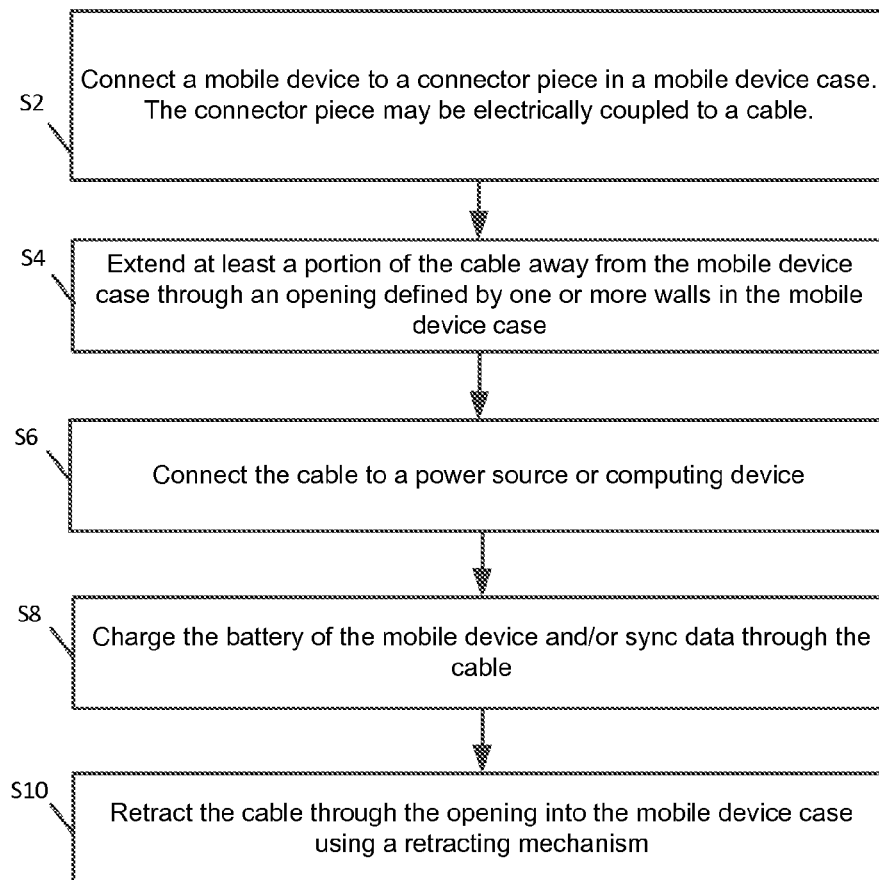 S2
Connect a mobile device to a connector piece in a mobile device case.
The connector piece may be electrically coupled to a cable.
S4
Extend at least a portion of the cable away from the mobile device
case through an opening defined by one or more walls in the mobile
device case
S6
Connect the cable to a power source or computing device
S8
Charge the battery of the mobile device and/or sync data through the
cable
S10
Retract the cable through the opening into the mobile device case
using a retracting mechanism